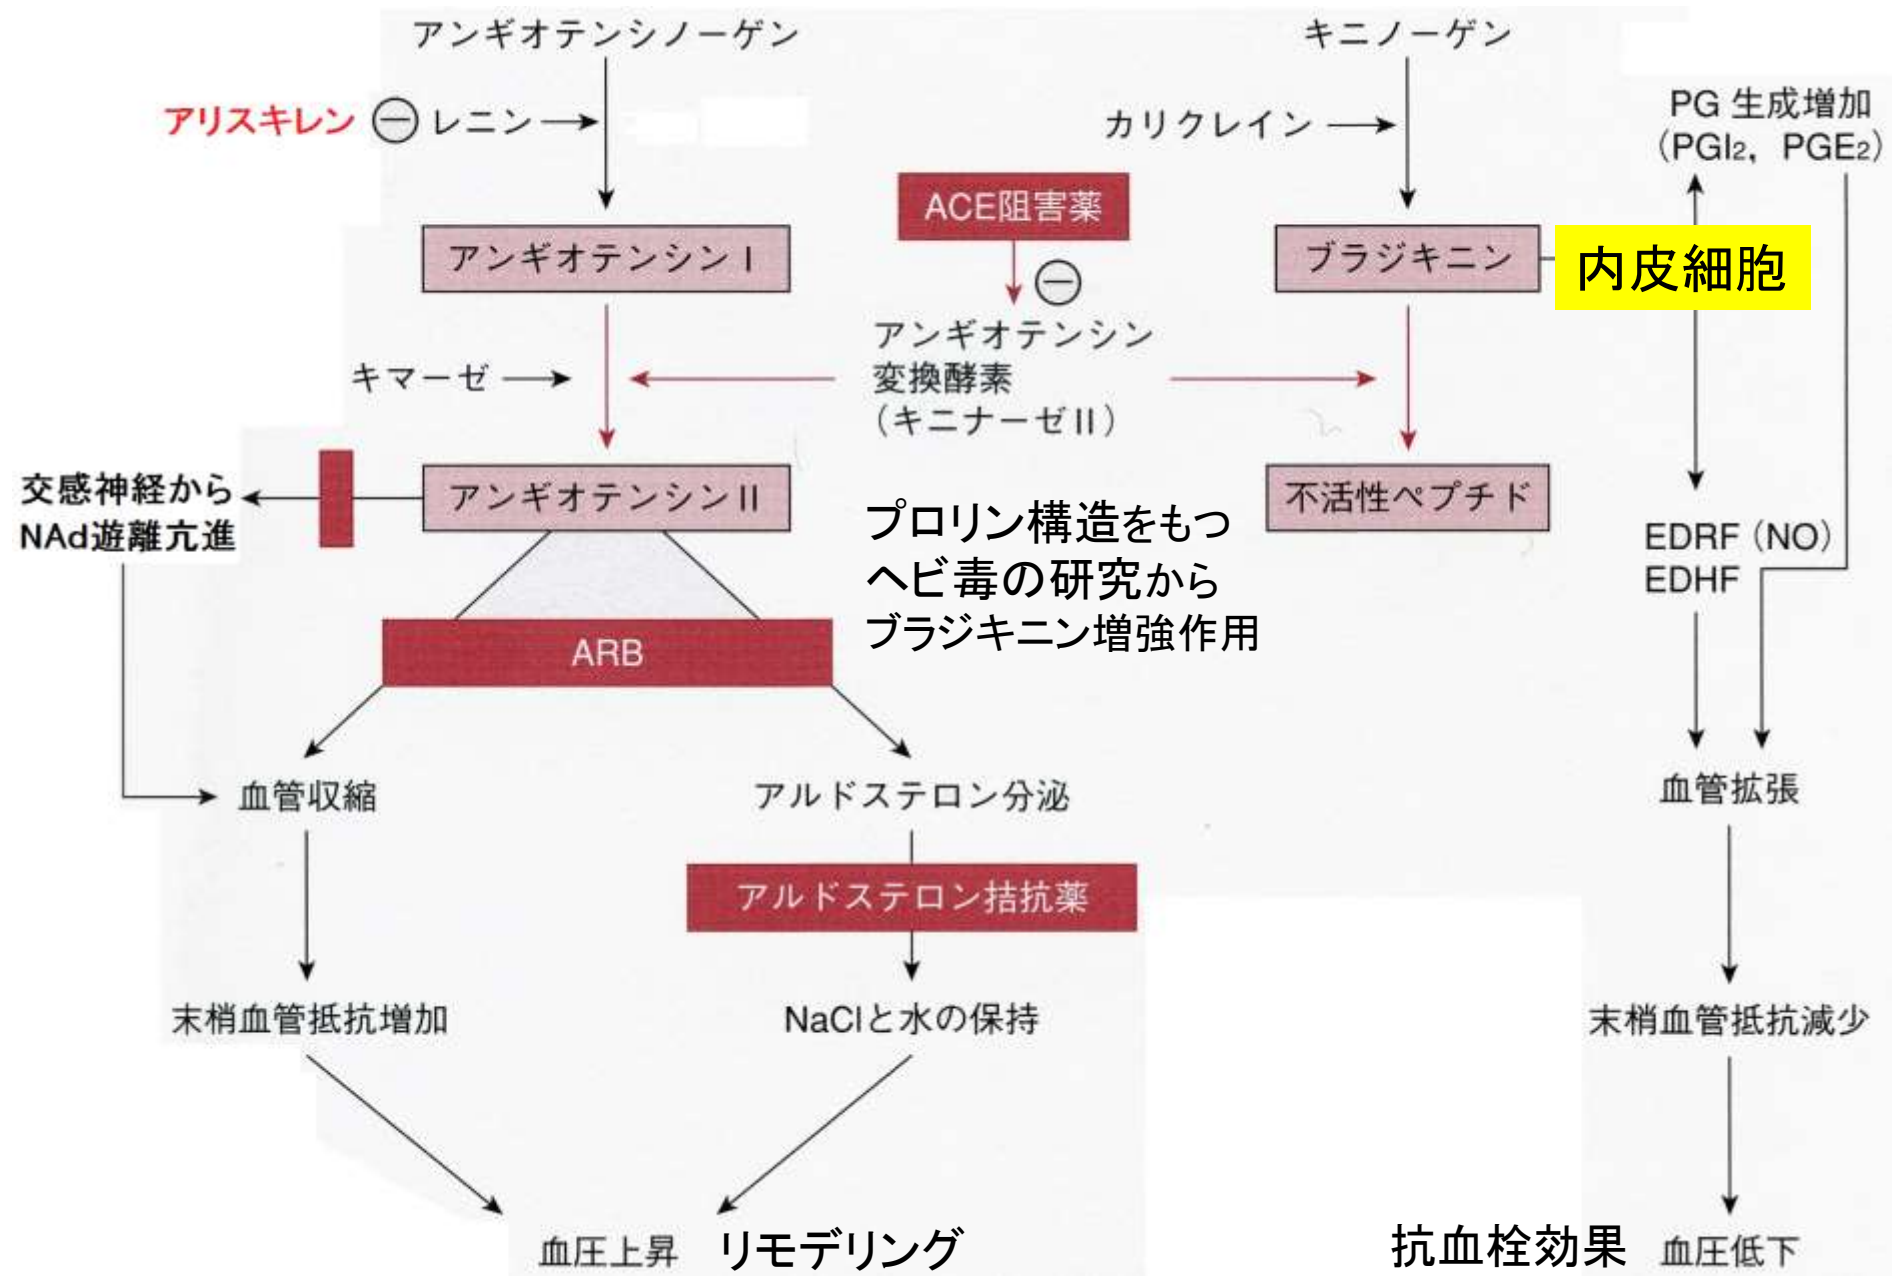 アンギオテンシノーゲン
キニノーゲン
アリスキレン ㊀ レニン
カリクレイン
PG 生成増加
（PGI₂，PGE₂）
ACE阻害薬
アンギオテンシン I
ブラジキニン
内皮細胞
−
アンギオテンシン
変換酵素
（キニナーゼII）
キマーゼ
交感神経から
NAd遊離亢進
アンギオテンシンII
不活性ペプチド
プロリン構造をもつ
ヘビ毒の研究から
ブラジキニン増強作用
EDRF（NO）
EDHF
ARB
血管収縮
アルドステロン分泌
血管拡張
アルドステロン拮抗薬
末梢血管抵抗増加
NaClと水の保持
末梢血管抵抗減少
血圧上昇 リモデリング
抗血栓効果 血圧低下